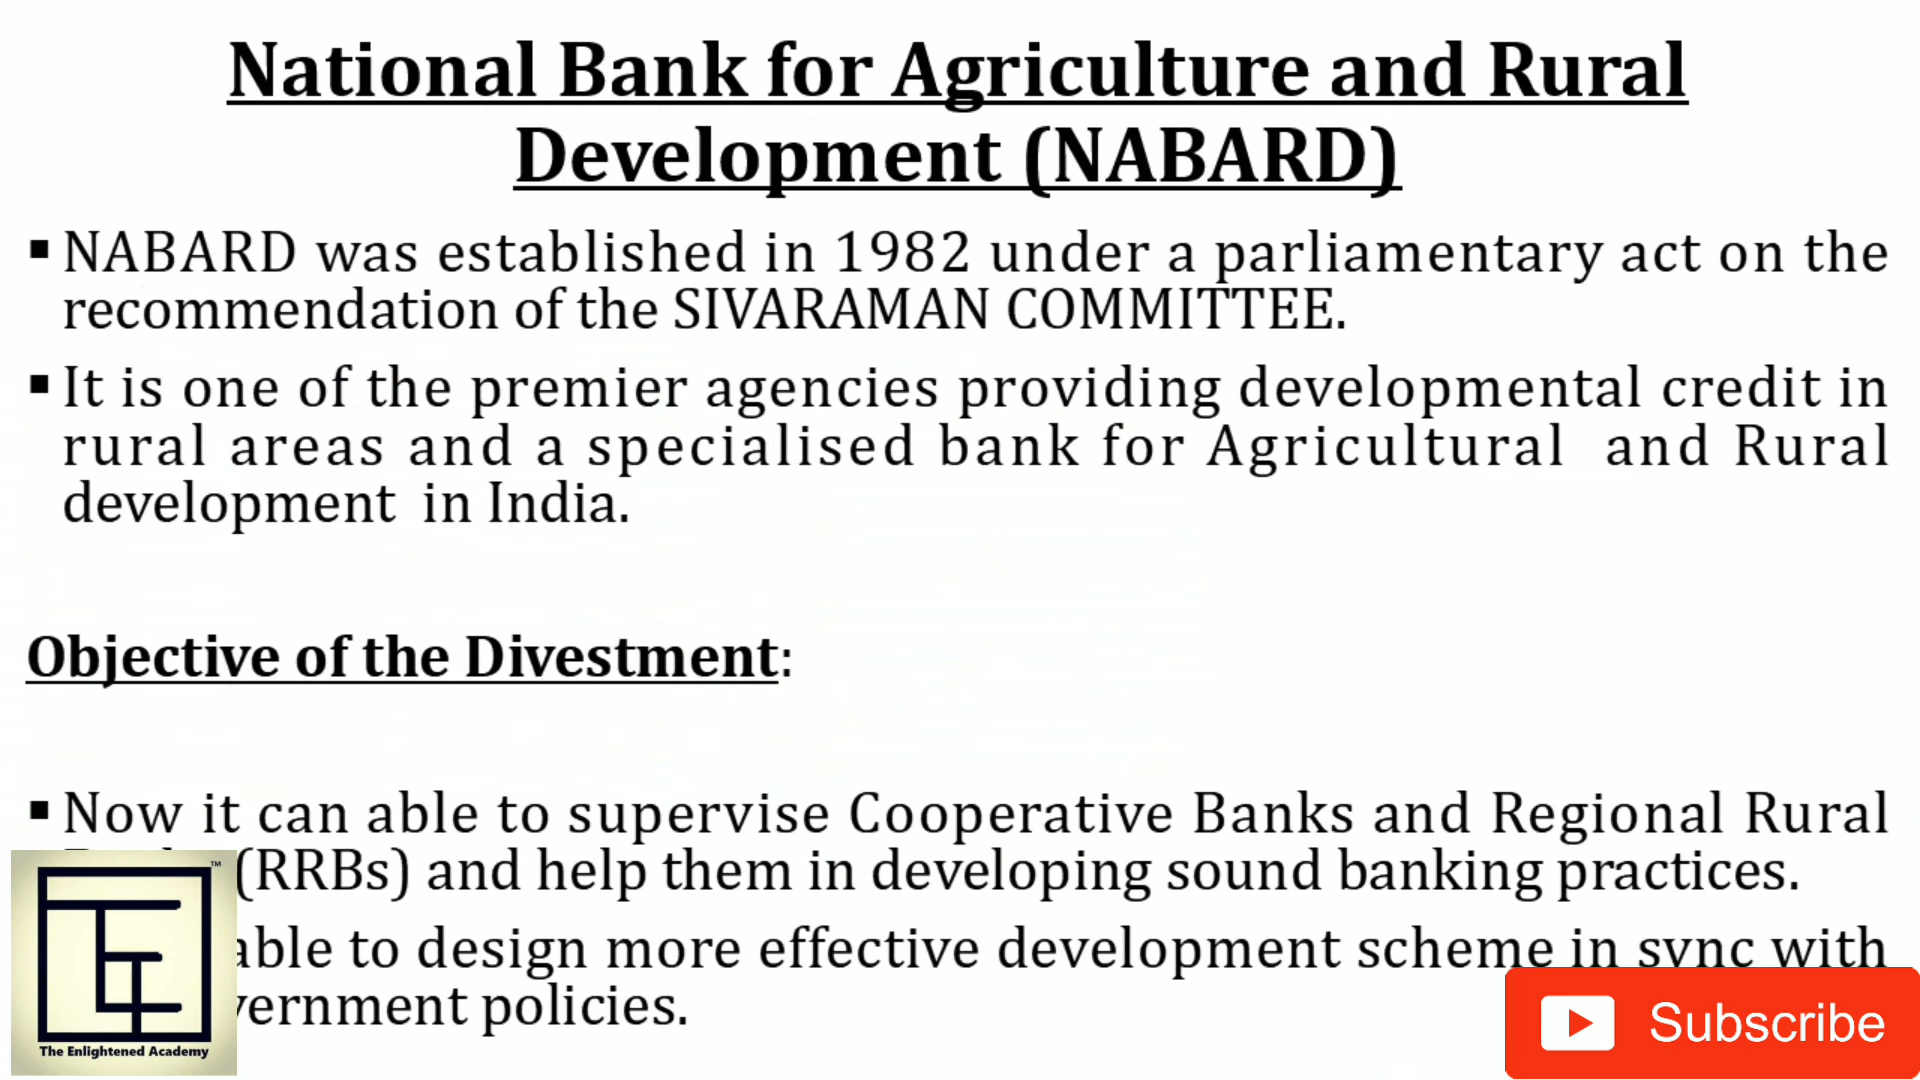 National Bank for Agriculture and Rural
Development (NABARD)
▪ NABARD was established in 1982 under a parliamentary act on the
recommendation of the SIVARAMAN COMMITTEE.
▪ It is one of the premier agencies providing developmental credit in
rural areas and a specialised bank for Agricultural and Rural
development in India.
Objective of the Divestment:
▪ Now it can able to supervise Cooperative Banks and Regional Rural
(RRBs) and help them in developing sound banking practices.
able to design more effective development scheme in sync with
vernment policies.
TM
The Enlightened Academy
Subscribe